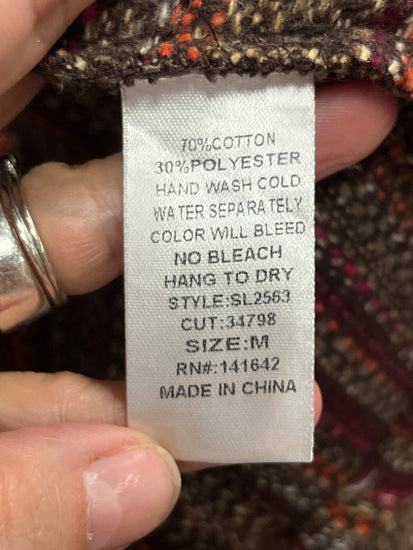 70%COTTON
30%POLYESTER
HAND WASH COLD
WATER SEPARATELY
COLOR WILL BLEED
NO BLEACH
HANG TO DRY
STYLE:SL2563
CUT:34798
SIZE:M
RN#:141642
MADE IN CHINA